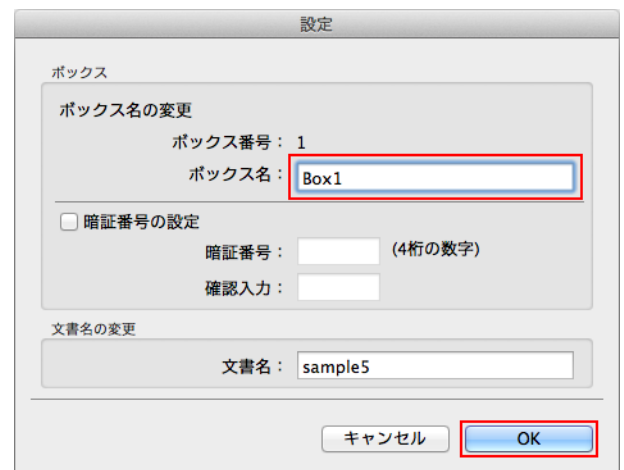 設定
ボックス
ボックス名の変更
ボックス番号： 1
ボックス名： Box1
暗証番号の設定
暗証番号： (4桁の数字)
確認入力：
文書名の変更
文書名： sample5
キャンセル OK